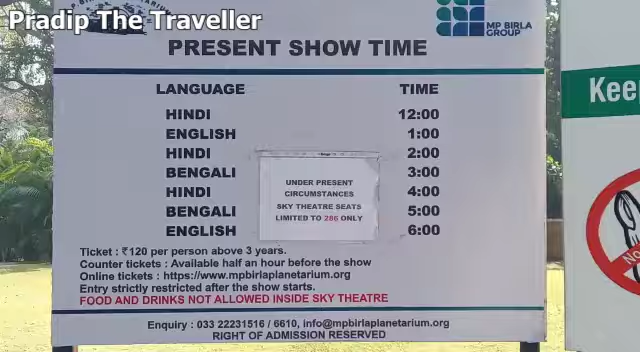 Pradip The Traveller
MP BIRLA
GROUP
PRESENT SHOW TIME
LANGUAGE TIME
HINDI 12:00
ENGLISH 1:00
HINDI 2:00
BENGALI 3:00
HINDI 4:00
BENGALI 5:00
ENGLISH 6:00
UNDER PRESENT
CIRCUMSTANCES
SKY THEATRE SEATS
LIMITED TO 286 ONLY
Ticket : ₹120 per person above 3 years.
Counter tickets : Available half an hour before the show
Online tickets : https://www.mpbirlaplanetarium.org
Entry strictly restricted after the show starts.
FOOD AND DRINKS NOT ALLOWED INSIDE SKY THEATRE
Enquiry : 033 22231516 / 6610, info@mpbirlaplanetarium.org
RIGHT OF ADMISSION RESERVED
Kee
NO